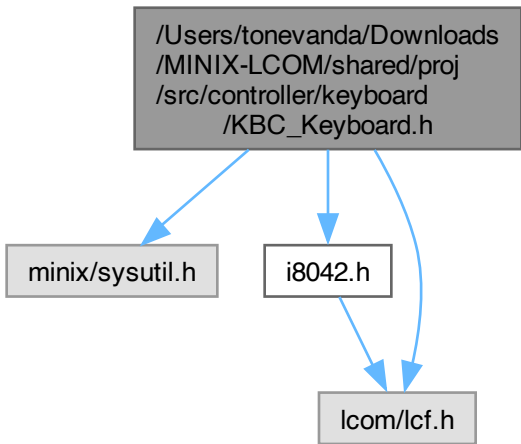 /Users/tonevanda/Downloads
/MINIX-LCOM/shared/proj
/src/controller/keyboard
/KBC_Keyboard.h
minix/sysutil.h
i8042.h
lcom/lcf.h